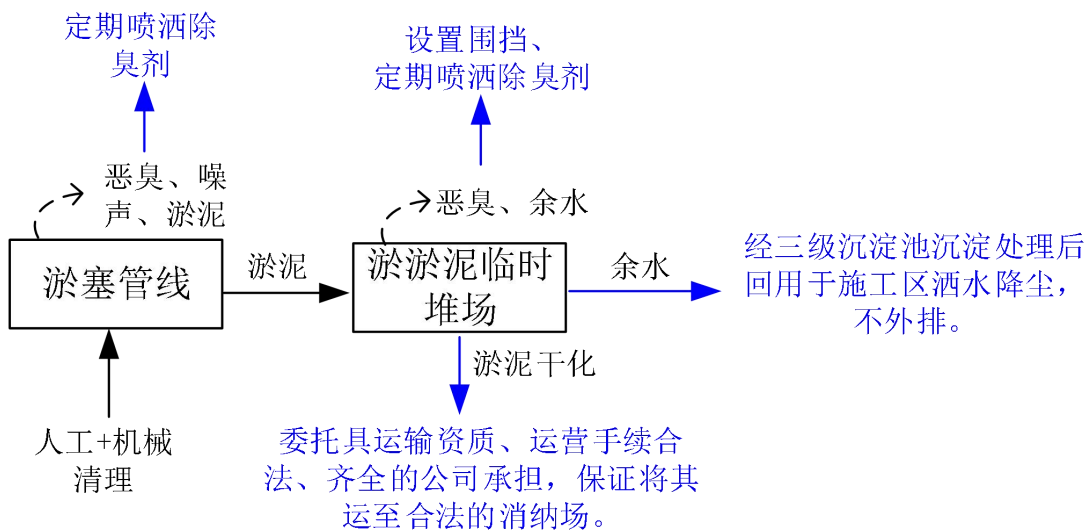 定期喷洒除
臭剂
设置围挡、
定期喷洒除臭剂
恶臭、噪
声、淤泥
恶臭、余水
淤塞管线
淤泥
淤淤泥临时
堆场
余水
经三级沉淀池沉淀处理后
回用于施工区洒水降尘，
不外排。
淤泥干化
人工+机械
清理
委托具运输资质、运营手续合
法、齐全的公司承担，保证将其
运至合法的消纳场。